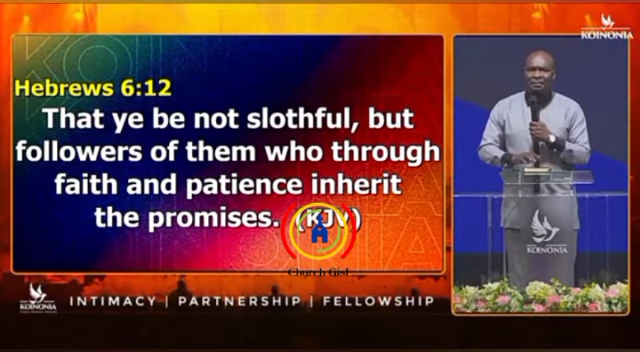 KOINONIA
Hebrews 6:12
That ye be not slothful, but
followers of them who through
faith and patience inherit
the promises. (KJV)
Church Gist
KOINONIA
KOINONIA
INTIMACY | PARTNERSHIP | FELLOWSHIP